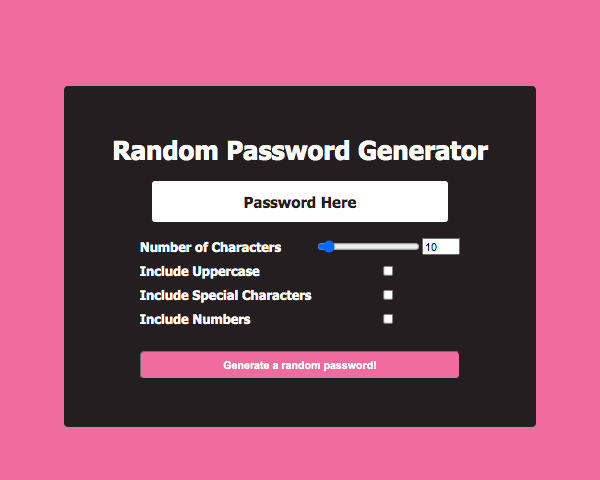 Random Password Generator
Password Here
Number of Characters 10
Include Uppercase
Include Special Characters
Include Numbers
Generate a random password!